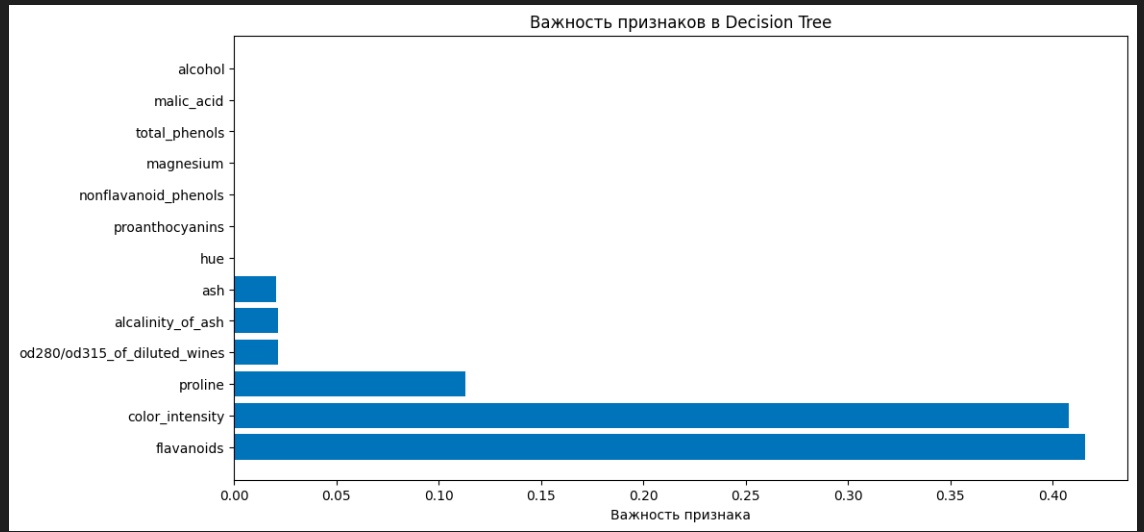 Важность признаков в Decision Tree
alcohol
malic_acid
total_phenols
magnesium
nonflavanoid_phenols
proanthocyanins
hue
ash
alcalinity_of_ash
od280/od315_of_diluted_wines
proline
color_intensity
flavanoids
0.00 0.05 0.10 0.15 0.20 0.25 0.30 0.35 0.40
Важность признака